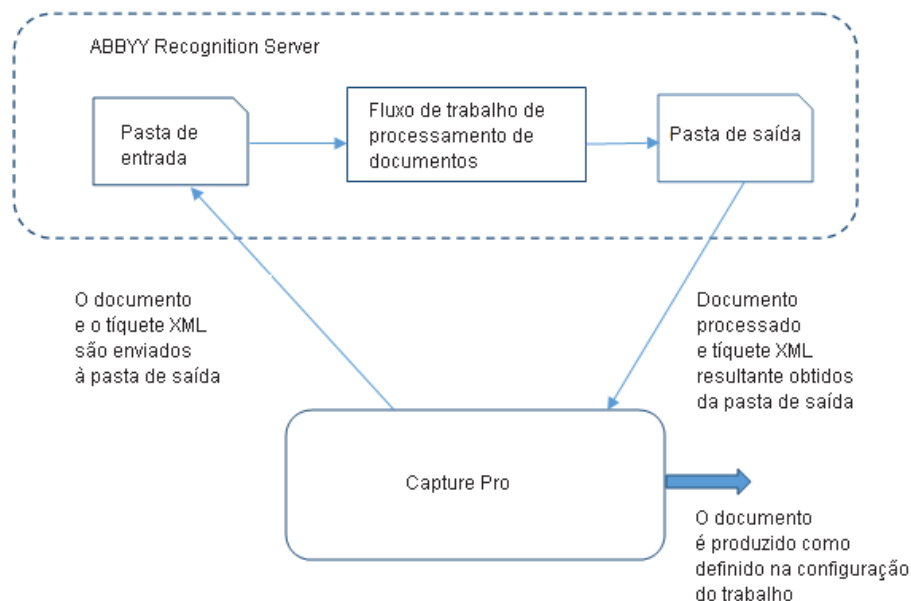 ABBYY Recognition Server
Pasta de
entrada
Fluxo de trabalho de
processamento de
documentos
Pasta de saída
O documento
e o tíquete XML
são enviados
à pasta de saída
Documento
processado
e tíquete XML
resultante obtidos
da pasta de saída
Capture Pro
O documento
é produzido como
definido na configuração
do trabalho